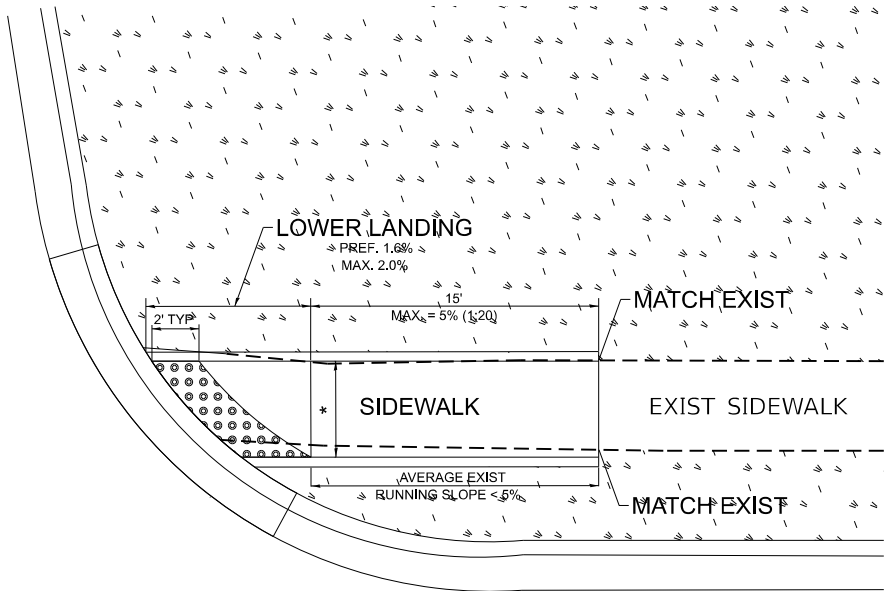 LOWER LANDING
PREF. 1.6%
MAX. 2.0%
15'
MAX. = 5% (1:20)
MATCH EXIST
2' TYP
*
SIDEWALK
EXIST SIDEWALK
AVERAGE EXIST
RUNNING SLOPE < 5%
MATCH EXIST